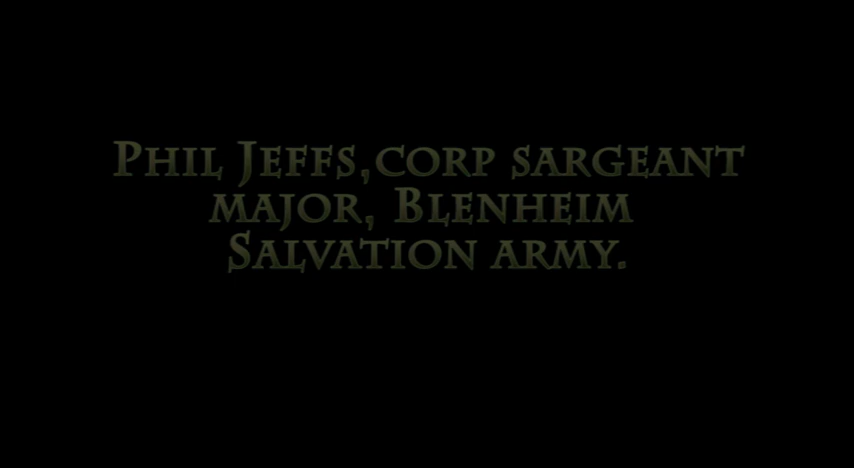 Phil Jeffs,corp sargeant
major, Blenheim
Salvation army.